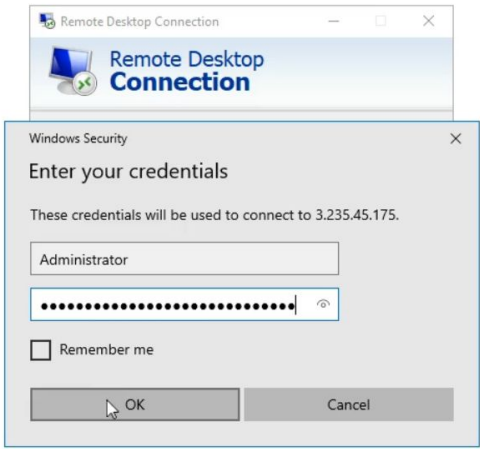 Remote Desktop Connection
Remote Desktop
Connection
Windows Security
Enter your credentials
These credentials will be used to connect to 3.235.45.175.
Administrator
Remember me
OK
Cancel